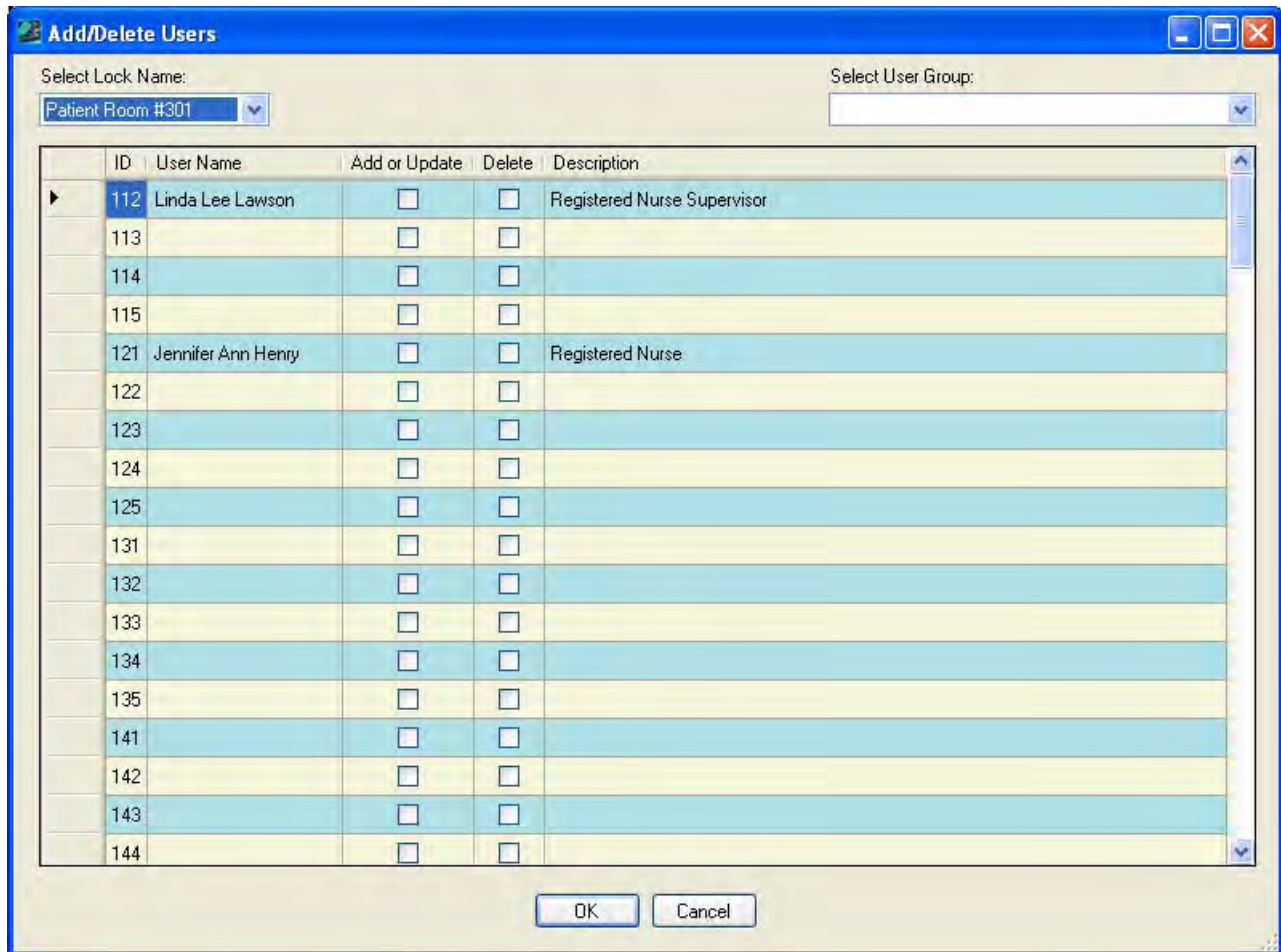 Add/Delete Users
Select Lock Name: Select User Group:
Patient Room #301
ID User Name Add or Update Delete Description
112 Linda Lee Lawson Registered Nurse Supervisor
113
114
115
121 Jennifer Ann Henry Registered Nurse
122
123
124
125
131
132
133
134
135
141
142
143
144
OK Cancel